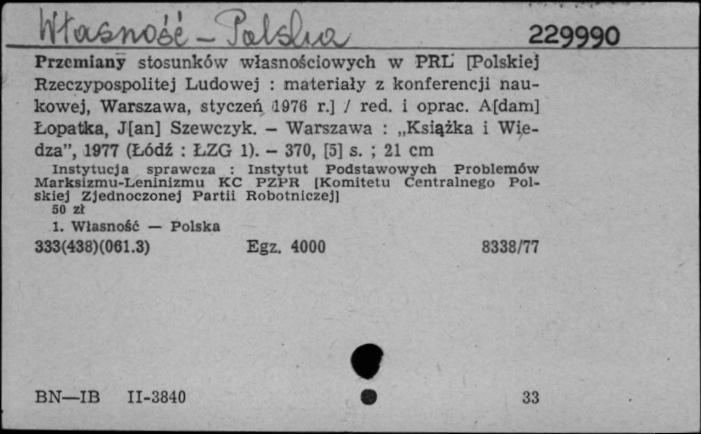 Własność – Polska 229990
Przemiany stosunków własnościowych w PRL [Polskiej
Rzeczypospolitej Ludowej : materiały z konferencji nau-
kowej, Warszawa, styczeń 1976 r.] / red. i oprac. A[dam]
Łopatka, J[an] Szewczyk. – Warszawa : „Książka i Wie-
dza”, 1977 (Łódź : ŁZG 1). – 370, [5] s. ; 21 cm
Instytucja sprawcza : Instytut Podstawowych Problemów
Marksizmu-Leninizmu KC PZPR [Komitetu Centralnego Pol-
skiej Zjednoczonej Partii Robotniczej]
50 zł
1. Własność — Polska
333(438)(061.3) Egz. 4000 8338/77
BN—IB II-3840 33